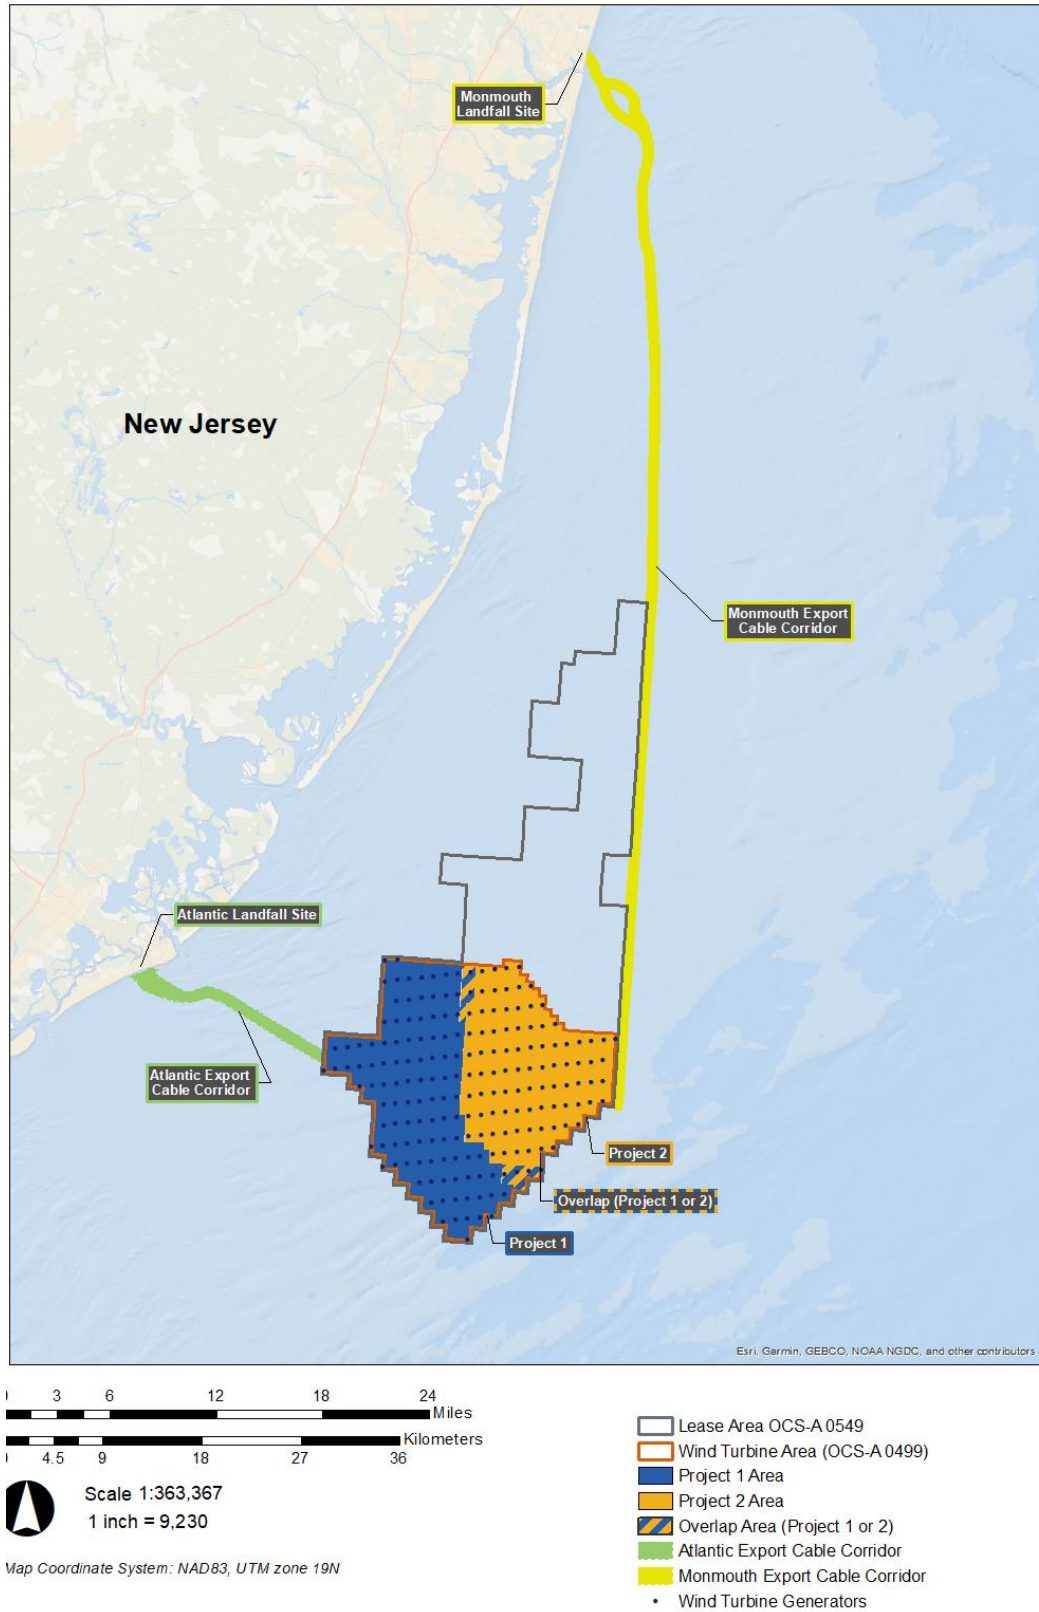 Monmouth
Landfall Site
New Jersey
Monmouth Export
Cable Corridor
Atlantic Landfall Site
Atlantic Export
Cable Corridor
Project 2
Overlap (Project 1 or 2)
Project 1
Esri, Garmin, GEBCO, NOAA NGDC, and other contributors
3 6 12 18 24
Miles
Kilometers
4.5 9 18 27 36
Scale 1:363,367
1 inch = 9,230
Map Coordinate System: NAD83, UTM zone 19N
Lease Area OCS-A 0549
Wind Turbine Area (OCS-A 0499)
Project 1 Area
Project 2 Area
Overlap Area (Project 1 or 2)
Atlantic Export Cable Corridor
Monmouth Export Cable Corridor
Wind Turbine Generators